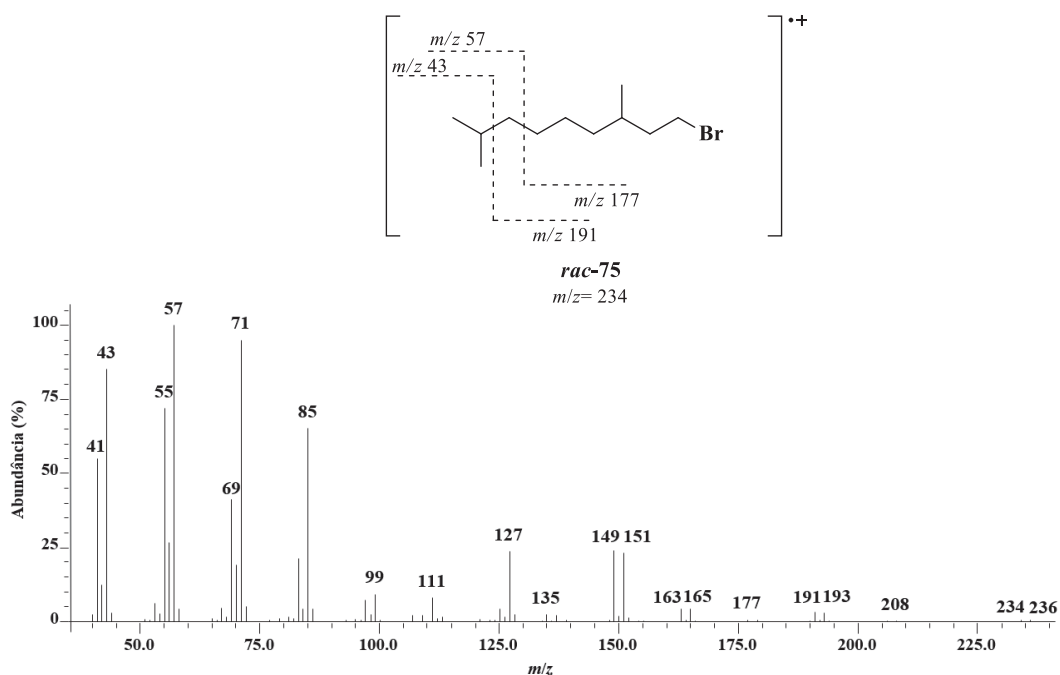 •+
m/z 57
m/z 43
Br
m/z 177
m/z 191
rac-75
m/z= 234
57
100
71
43
75
55
85
41
Abundância (%)
50
69
25
127
149 151
99
111
135
163 165
177
191 193
208
234 236
0
50.0 75.0 100.0 125.0 150.0 175.0 200.0 225.0
m/z